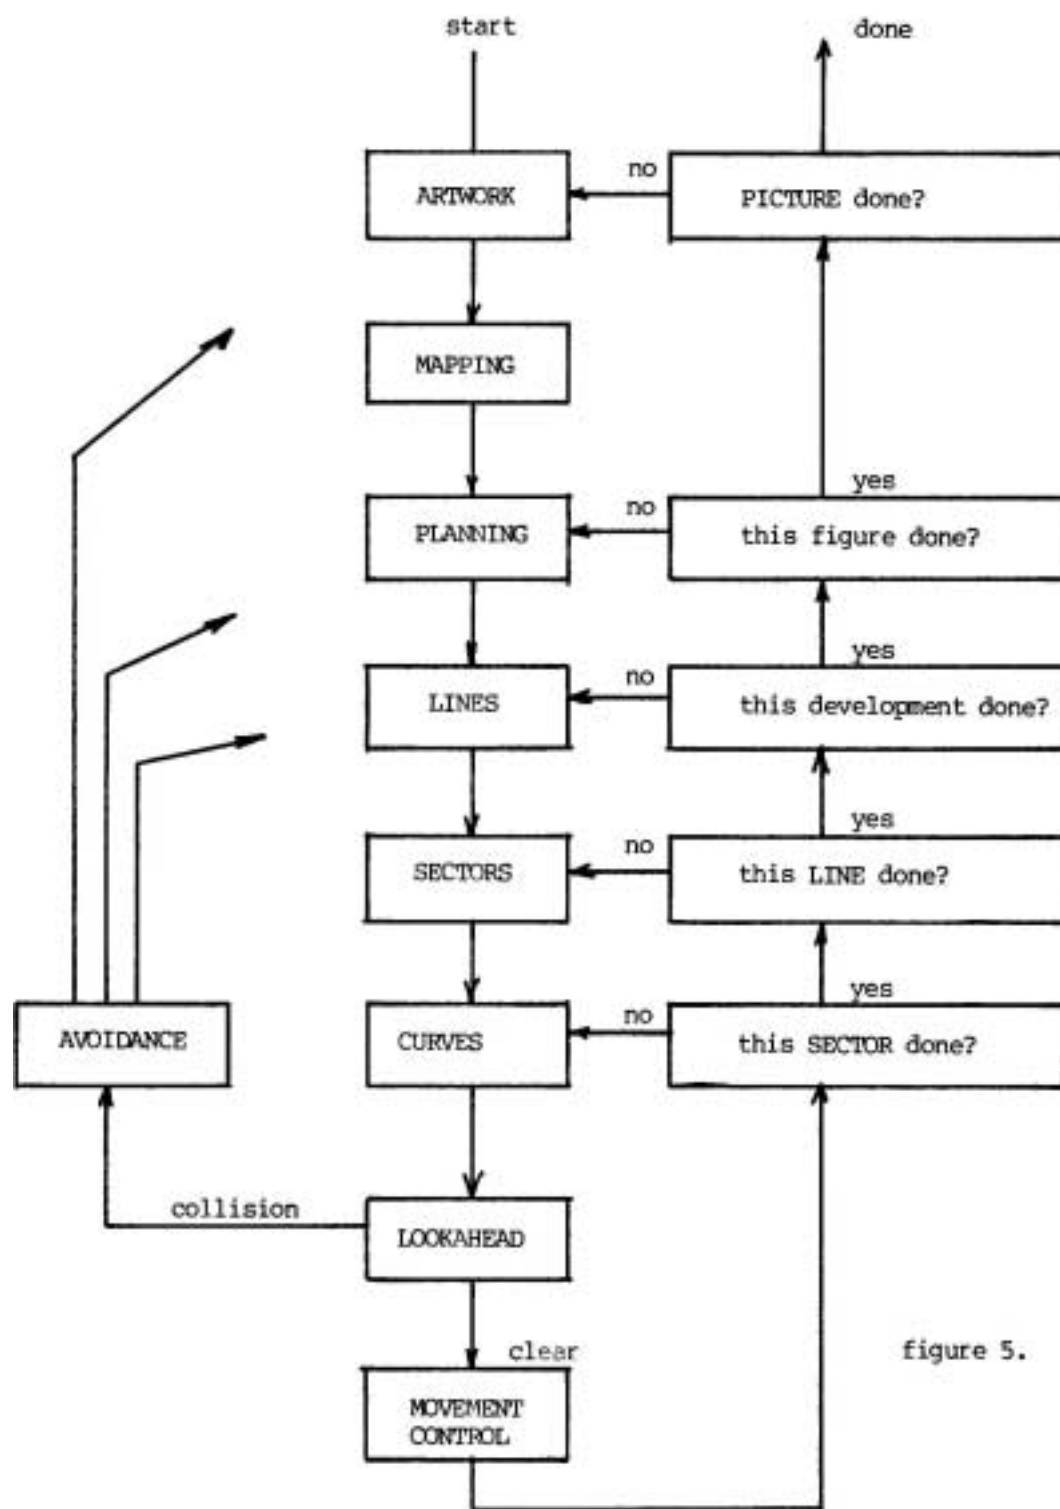 start
done
ARTWORK
no
PICTURE done?
MAPPING
yes
PLANNING
no
this figure done?
yes
LINES
no
this development done?
yes
SECTORS
no
this LINE done?
yes
AVOIDANCE
CURVES
no
this SECTOR done?
collision
LOOKAHEAD
clear
figure 5.
MOVEMENT
CONTROL